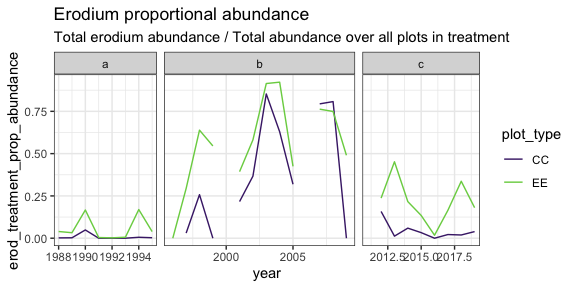 Erodium proportional abundance
Total erodium abundance / Total abundance over all plots in treatment
a
b
c
erod_treatment_prop_abundance
0.75
0.50
0.25
0.00
1988 1990 1992 1994
2000 2005
2012.5 2015.0 2017.5
year
plot_type
CC
EE